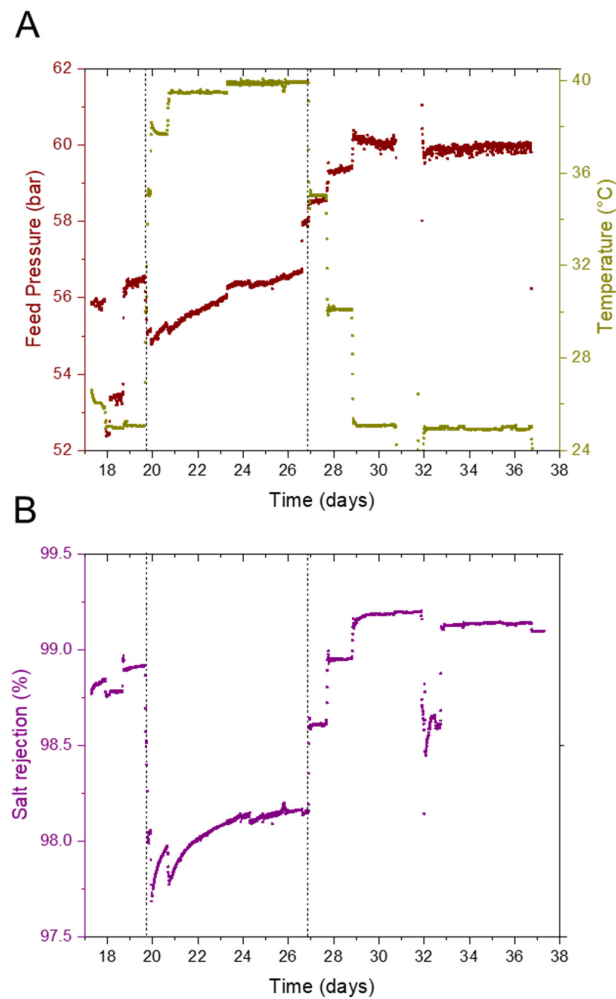 A
62
60
58
56
54
52
Feed Pressure (bar)
40
36
32
28
24
Temperature (°C)
18 20 22 24 26 28 30 32 34 36 38
Time (days)
B
99.5
99.0
98.5
98.0
97.5
Salt rejection (%)
18 20 22 24 26 28 30 32 34 36 38
Time (days)